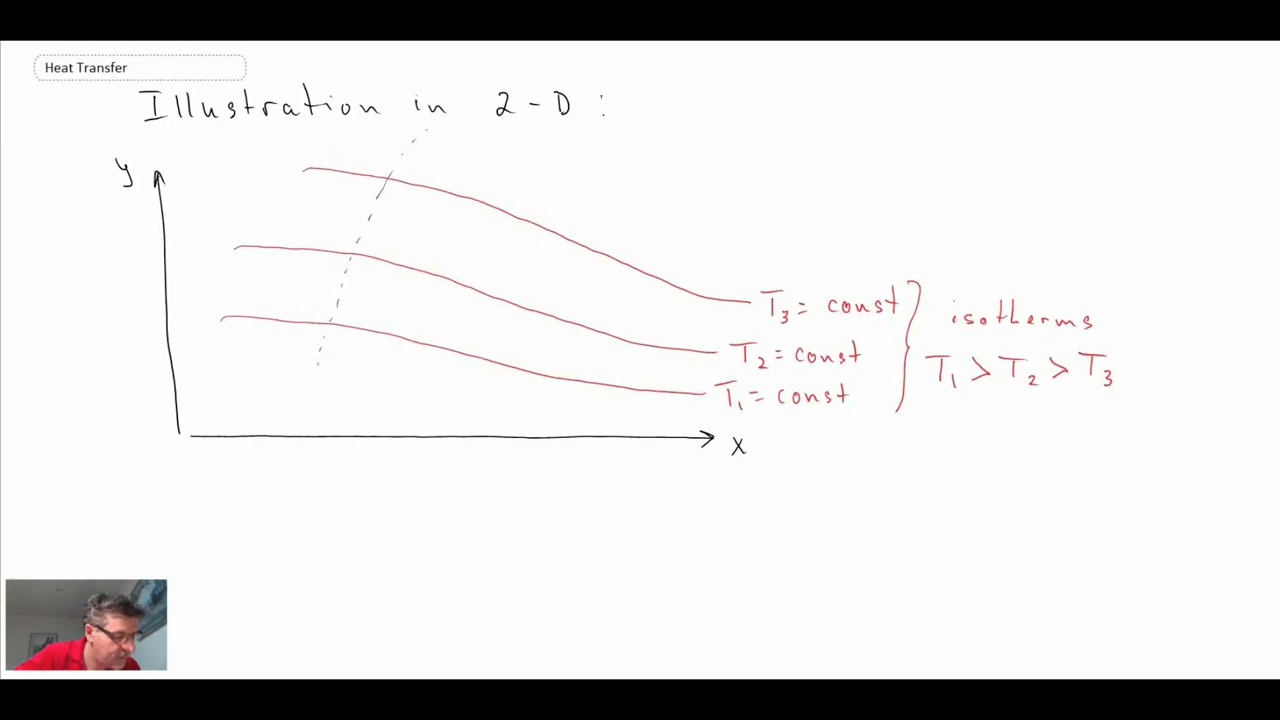 Heat Transfer
Illustration in 2-D :
y
T₃ = const
isotherms
T₂ = const
T₁ > T₂ > T₃
T₁ = const
x